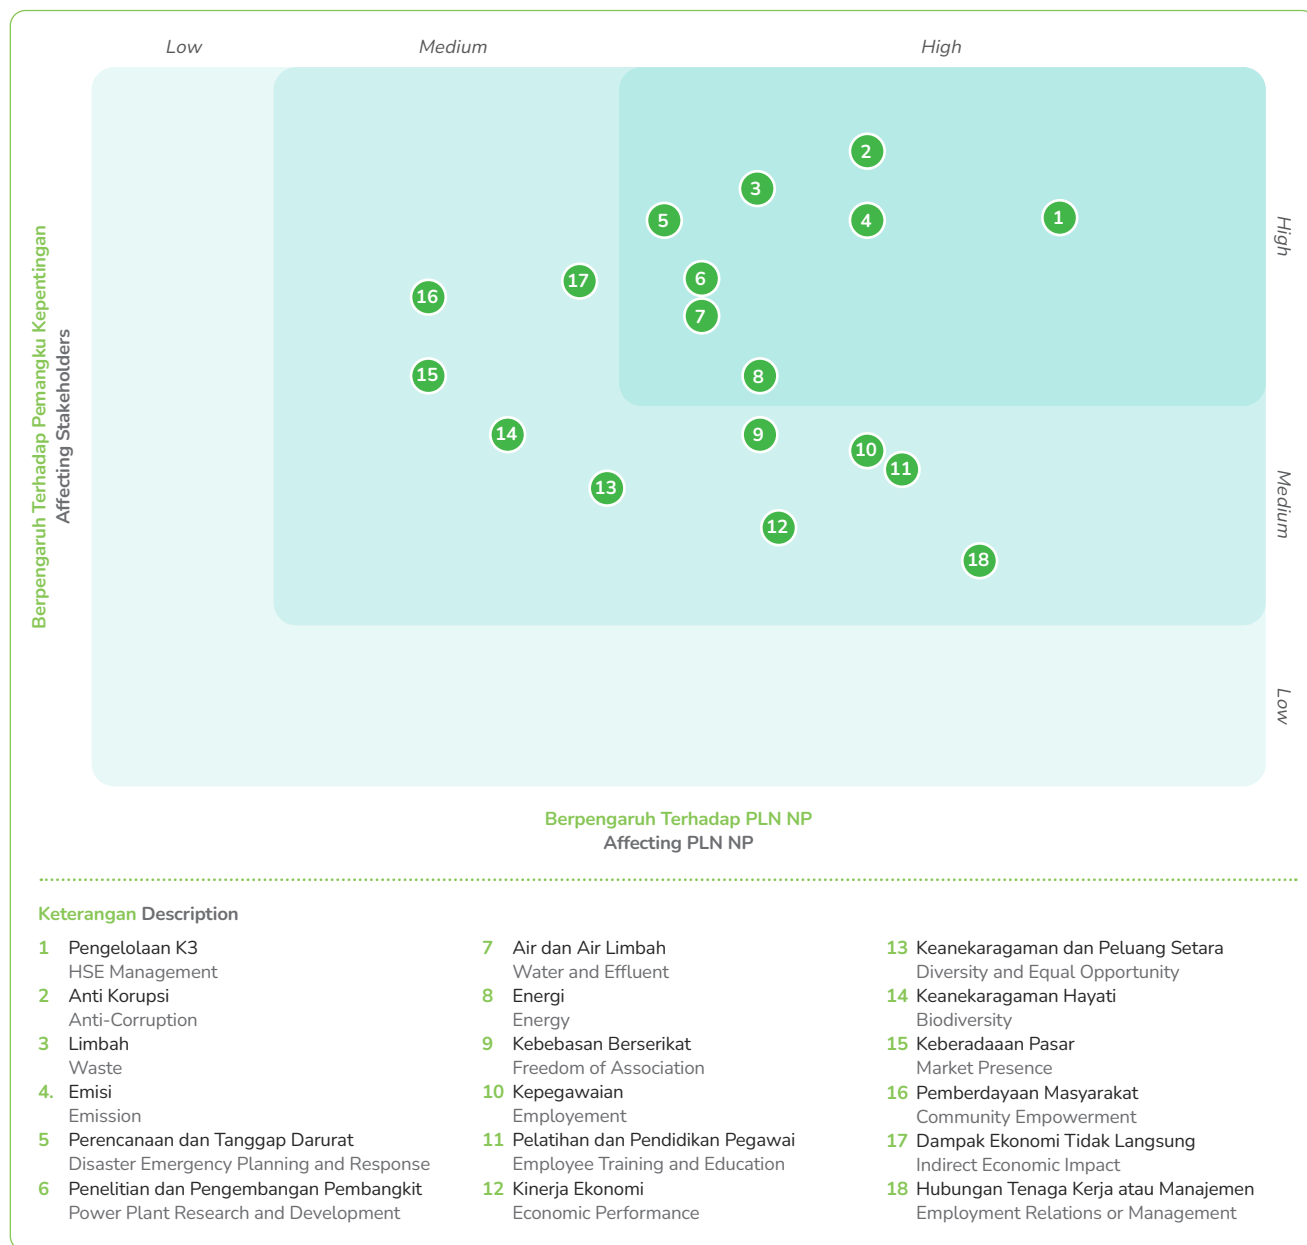 Low
Medium
High
2
3
5
4
1
17
6
16
7
15
8
14
9
10
11
13
12
18
High
Medium
Low
Berpengaruh Terhadap Pemangku Kepentingan
Affecting Stakeholders
Berpengaruh Terhadap PLN NP
Affecting PLN NP
Keterangan Description
1 Pengelolaan K3
HSE Management
2 Anti Korupsi
Anti-Corruption
3 Limbah
Waste
4. Emisi
Emission
5 Perencanaan dan Tanggap Darurat
Disaster Emergency Planning and Response
6 Penelitian dan Pengembangan Pembangkit
Power Plant Research and Development
7 Air dan Air Limbah
Water and Effluent
8 Energi
Energy
9 Kebebasan Berserikat
Freedom of Association
10 Kepegawaian
Employement
11 Pelatihan dan Pendidikan Pegawai
Employee Training and Education
12 Kinerja Ekonomi
Economic Performance
13 Keanekaragaman dan Peluang Setara
Diversity and Equal Opportunity
14 Keanekaragaman Hayati
Biodiversity
15 Keberadaaan Pasar
Market Presence
16 Pemberdayaan Masyarakat
Community Empowerment
17 Dampak Ekonomi Tidak Langsung
Indirect Economic Impact
18 Hubungan Tenaga Kerja atau Manajemen
Employment Relations or Management